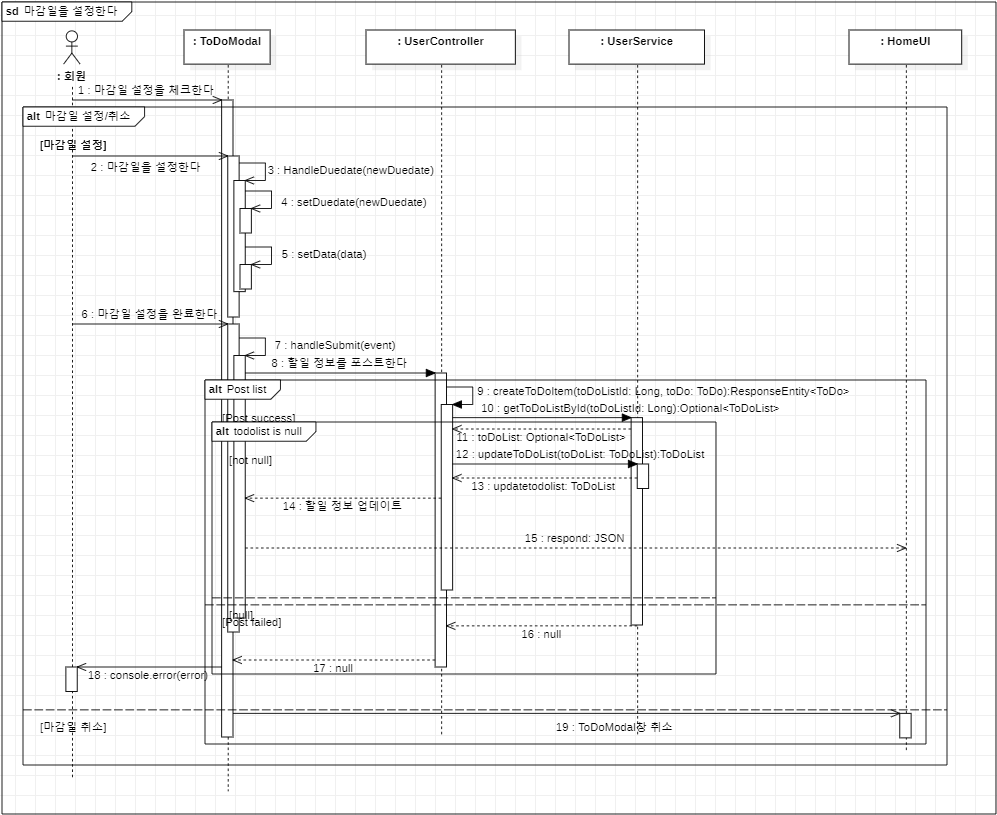 sd 마감일을 설정한다
: 회원
: ToDoModal
: UserController
: UserService
: HomeUI
1 : 마감일 설정을 체크한다
alt 마감일 설정/취소
[마감일 설정]
2 : 마감일을 설정한다
3 : HandleDuedate(newDuedate)
4 : setDuedate(newDuedate)
5 : setData(data)
6 : 마감일 설정을 완료한다
7 : handleSubmit(event)
8 : 할일 정보를 포스트한다
alt Post list
9 : createToDoItem(toDoListId: Long, toDo: ToDo):ResponseEntity<ToDo>
10 : getToDoListById(toDoListId: Long):Optional<ToDoList>
[Post success]
alt todolist is null
11 : toDoList: Optional<ToDoList>
12 : updateToDoList(toDoList: ToDoList):ToDoList
[not null]
13 : updatetodolist: ToDoList
14 : 할일 정보 업데이트
15 : respond: JSON
[null]
[Post failed]
16 : null
17 : null
18 : console.error(error)
[마감일 취소]
19 : ToDoModal창 취소